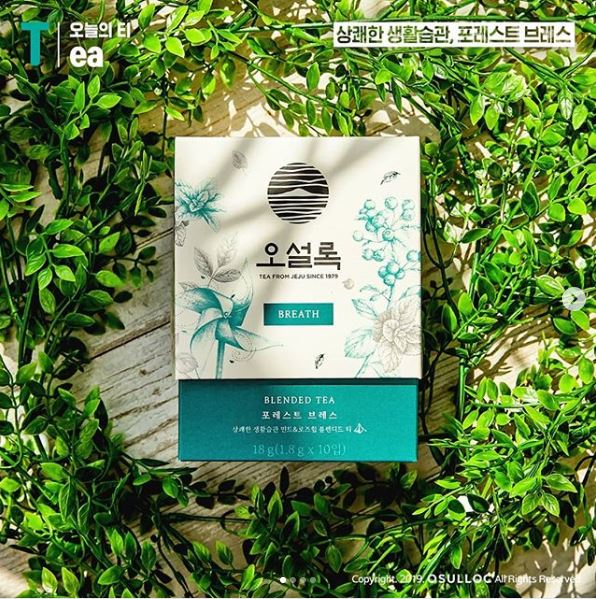 T 오늘의 티
ea
상쾌한 생활습관, 포레스트 브레스
오설록
TEA FROM JEJU SINCE 1979
BREATH
BLENDED TEA
포레스트 브레스
상쾌한 생활습관 민트&로즈힙 블렌디드 티
18 g(1.8 g x 10입)
Copyright. 2019. OSULLOC All Rights Reserved